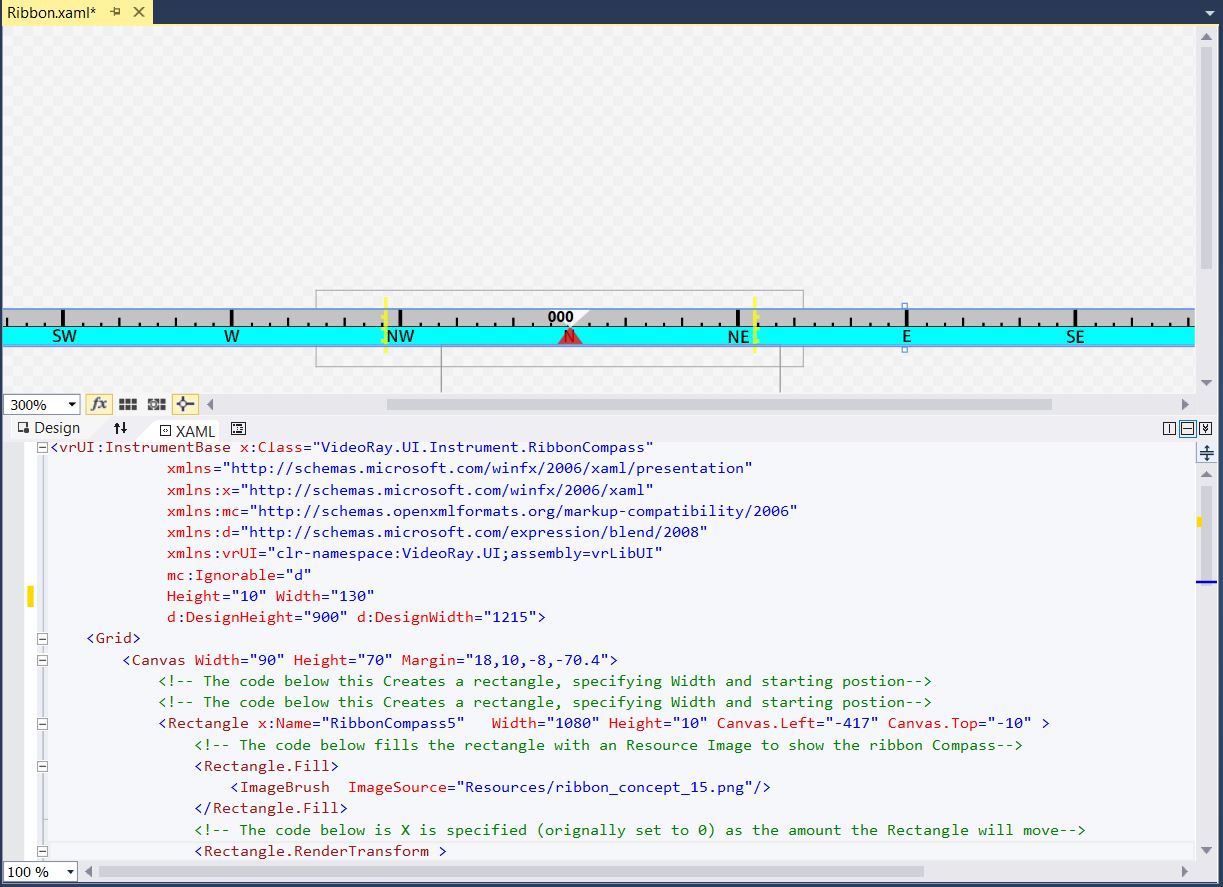 Ribbon.xaml*
000
SW W NW N NE E SE
300% fx
Design XAML
<vrUI:InstrumentBase x:Class="VideoRay.UI.Instrument.RibbonCompass"
xmlns="http://schemas.microsoft.com/winfx/2006/xaml/presentation"
xmlns:x="http://schemas.microsoft.com/winfx/2006/xaml"
xmlns:mc="http://schemas.openxmlformats.org/markup-compatibility/2006"
xmlns:d="http://schemas.microsoft.com/expression/blend/2008"
xmlns:vrUI="clr-namespace:VideoRay.UI;assembly=vrLibUI"
mc:Ignorable="d"
Height="10" Width="130"
d:DesignHeight="900" d:DesignWidth="1215">
<Grid>
<Canvas Width="90" Height="70" Margin="18,10,-8,-70.4">
<!-- The code below this Creates a rectangle, specifying Width and starting postion-->
<!-- The code below this Creates a rectangle, specifying Width and starting postion-->
<Rectangle x:Name="RibbonCompass5" Width="1080" Height="10" Canvas.Left="-417" Canvas.Top="-10" >
<!-- The code below fills the rectangle with an Resource Image to show the ribbon Compass-->
<Rectangle.Fill>
<ImageBrush ImageSource="Resources/ribbon_concept_15.png"/>
</Rectangle.Fill>
<!-- The code below is X is specified (orignally set to 0) as the amount the Rectangle will move-->
<Rectangle.RenderTransform >
100 %